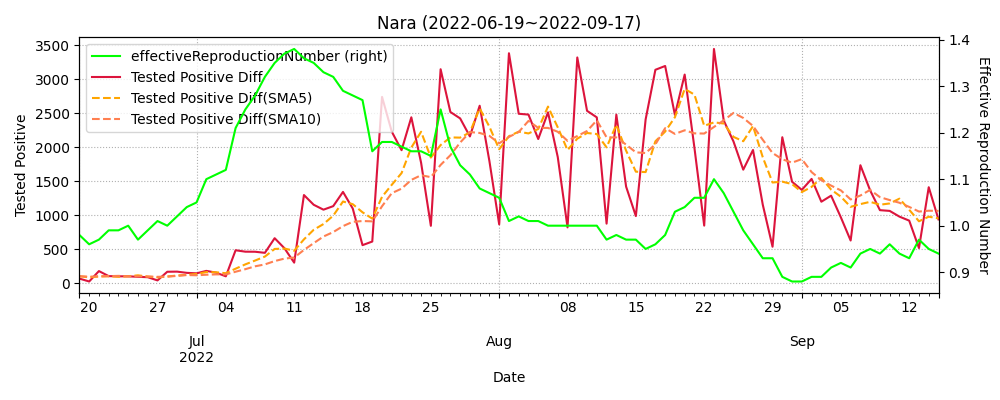 Nara (2022-06-19~2022-09-17)
effectiveReproductionNumber (right)
Tested Positive Diff
Tested Positive Diff(SMA5)
Tested Positive Diff(SMA10)
Tested Positive
3500
3000
2500
2000
1500
1000
500
0
Effective Reproduction Number
1.4
1.3
1.2
1.1
1.0
0.9
20 27 04 11 18 25 08 15 22 29 05 12
Jul Aug Sep
2022
Date